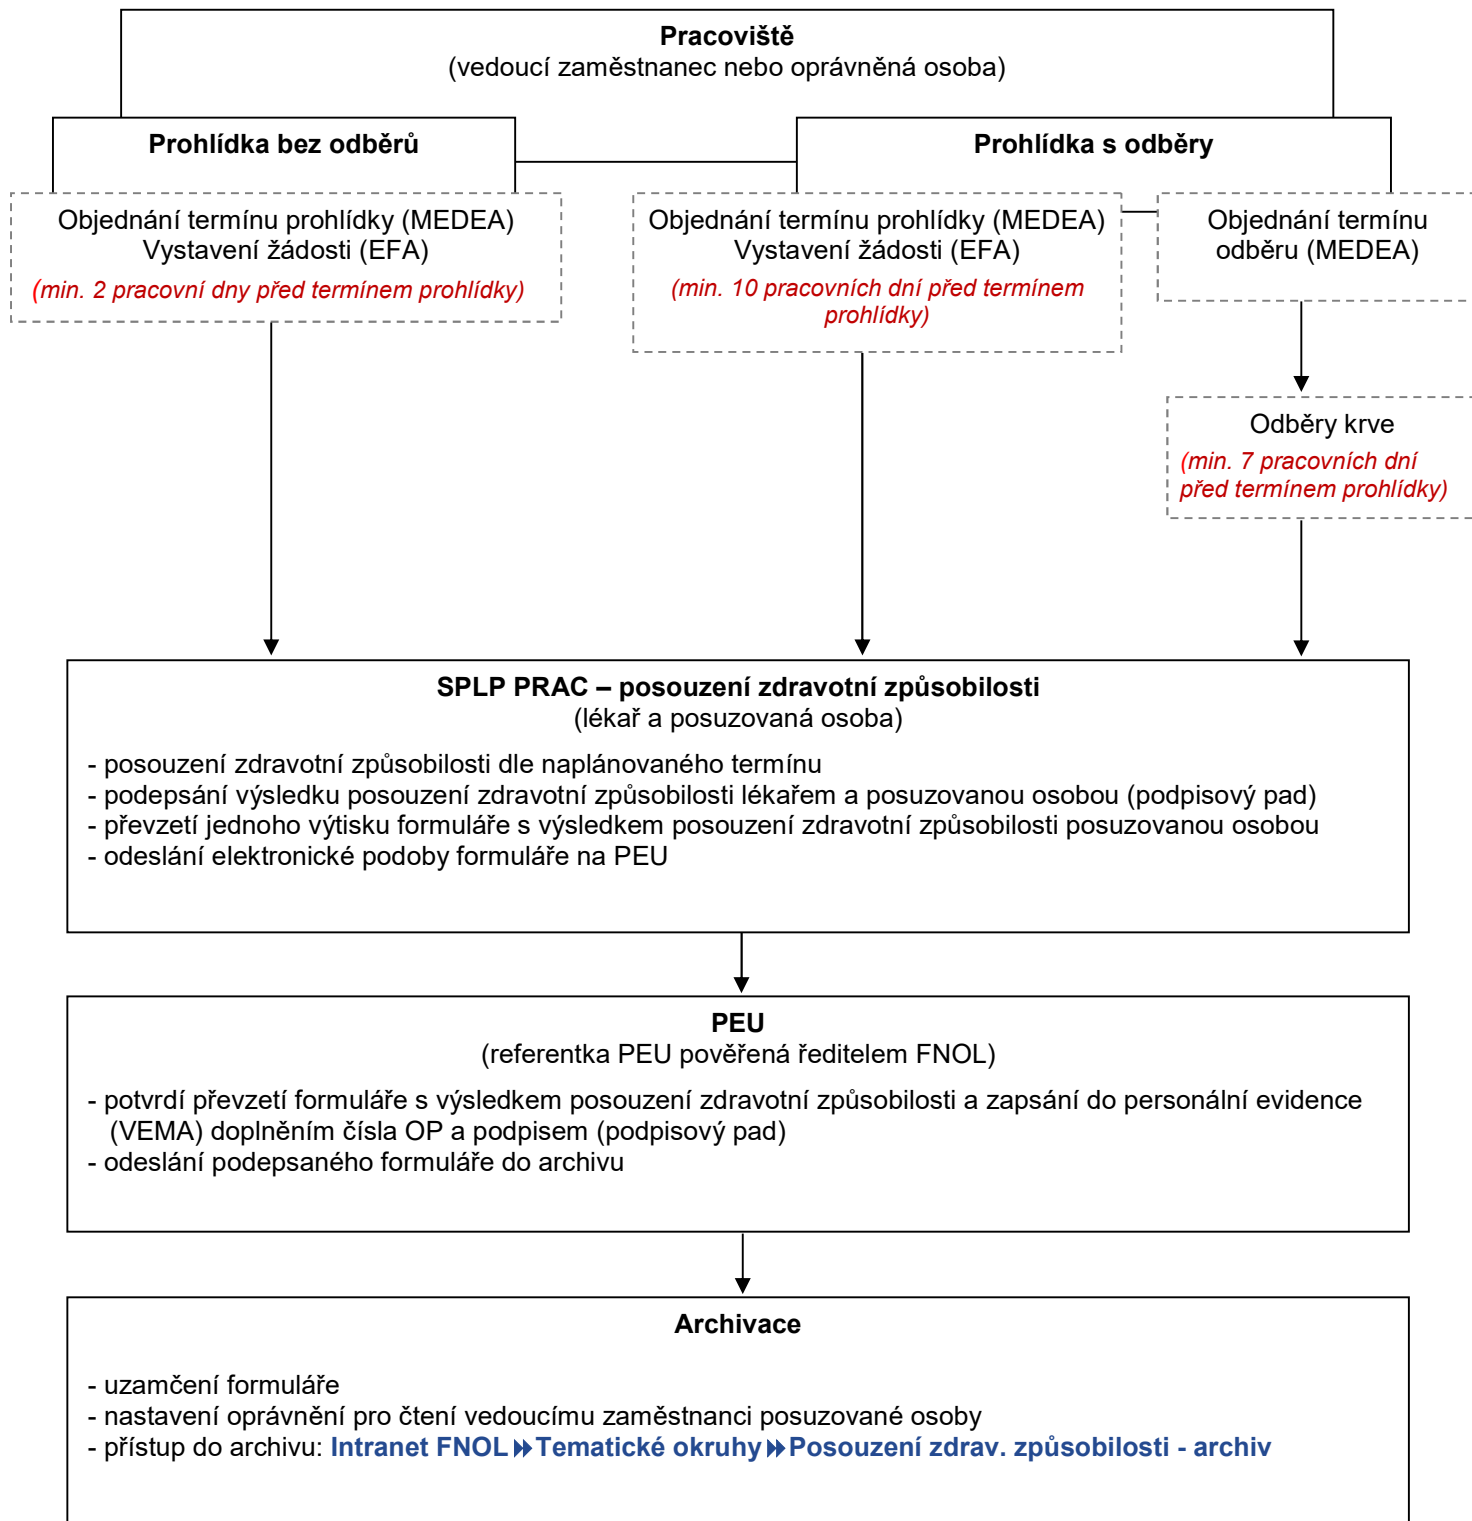 Pracoviště
(vedoucí zaměstnanec nebo oprávněná osoba)
Prohlídka bez odběrů
Prohlídka s odběry
Objednání termínu prohlídky (MEDEA)
Vystavení žádosti (EFA)
(min. 2 pracovní dny před termínem prohlídky)
Objednání termínu prohlídky (MEDEA)
Vystavení žádosti (EFA)
(min. 10 pracovních dní před termínem
prohlídky)
Objednání termínu
odběru (MEDEA)
Odběry krve
(min. 7 pracovních dní
před termínem prohlídky)
SPLP PRAC – posouzení zdravotní způsobilosti
(lékař a posuzovaná osoba)
- posouzení zdravotní způsobilosti dle naplánovaného termínu
- podepsání výsledku posouzení zdravotní způsobilosti lékařem a posuzovanou osobou (podpisový pad)
- převzetí jednoho výtisku formuláře s výsledkem posouzení zdravotní způsobilosti posuzovanou osobou
- odeslání elektronické podoby formuláře na PEU
PEU
(referentka PEU pověřená ředitelem FNOL)
- potvrdí převzetí formuláře s výsledkem posouzení zdravotní způsobilosti a zapsání do personální evidence
(VEMA) doplněním čísla OP a podpisem (podpisový pad)
- odeslání podepsaného formuláře do archivu
Archivace
- uzamčení formuláře
- nastavení oprávnění pro čtení vedoucímu zaměstnanci posuzované osoby
- přístup do archivu: Intranet FNOL Tematické okruhy Posouzení zdrav. způsobilosti - archiv